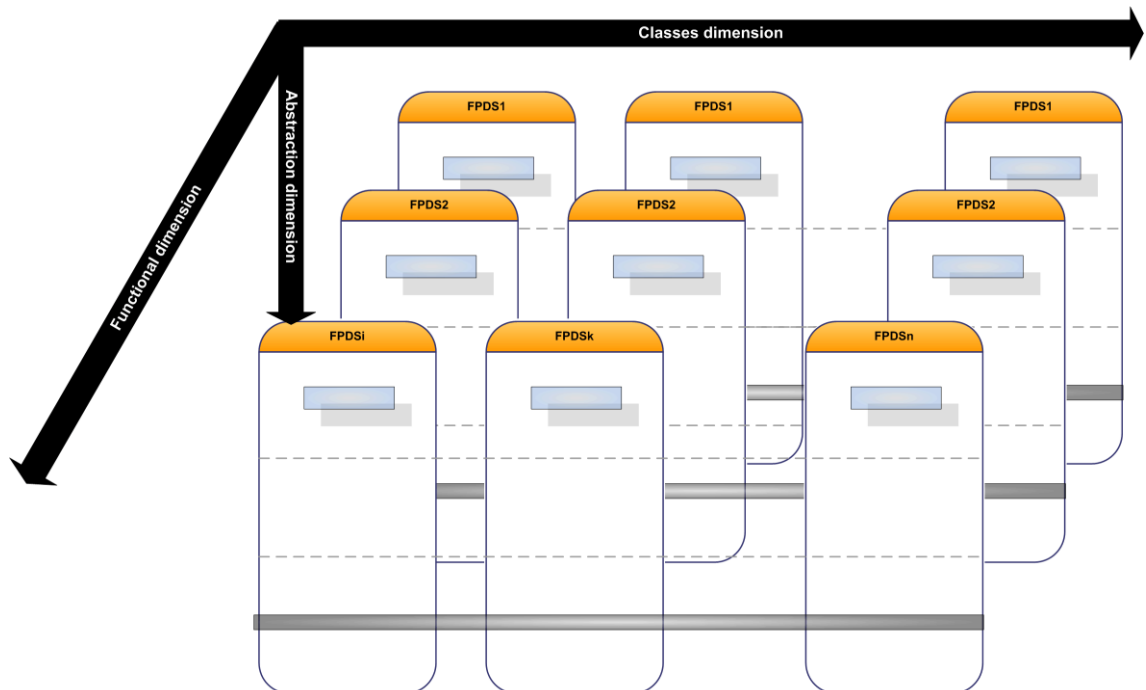 Classes dimension
Abstraction dimension
Functional dimension
FPDS1
FPDS1
FPDS1
FPDS2
FPDS2
FPDS2
FPDSi
FPDSk
FPDSn